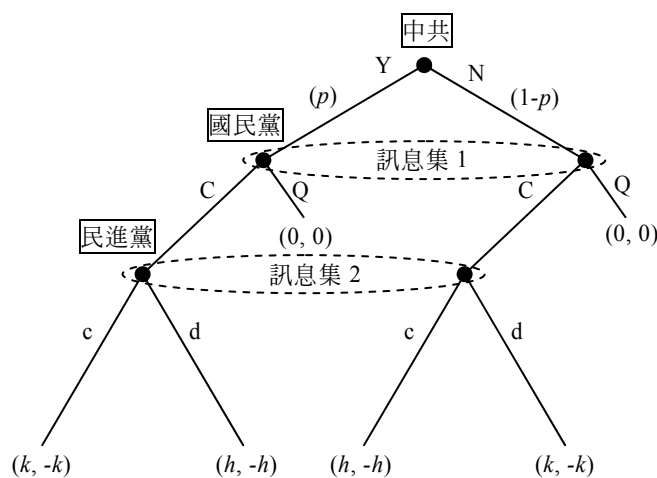 中共
Y N
(p) (1-p)
國民黨
訊息集 1
C Q C Q
(0, 0) (0, 0)
民進黨
訊息集 2
c d c d
(k, -k) (h, -h) (h, -h) (k, -k)